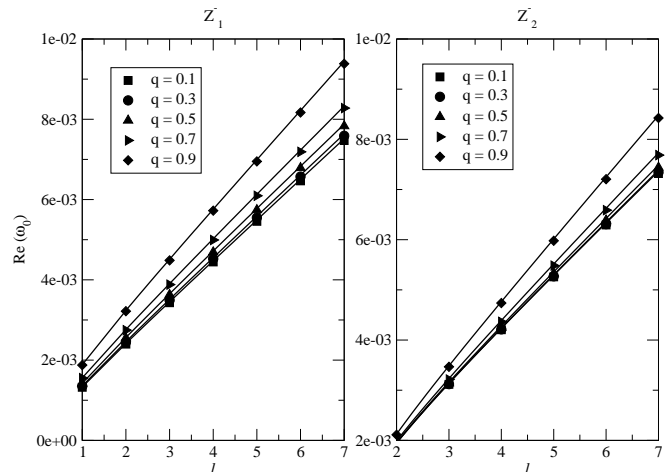 Z⁻₁
Z⁻₂
1e-02
8e-03
6e-03
4e-03
2e-03
0e+00
Re (ω₀)
q = 0.1
q = 0.3
q = 0.5
q = 0.7
q = 0.9
1 2 3 4 5 6 7
l
1e-02
8e-03
6e-03
4e-03
2e-03
q = 0.1
q = 0.3
q = 0.5
q = 0.7
q = 0.9
2 3 4 5 6 7
l